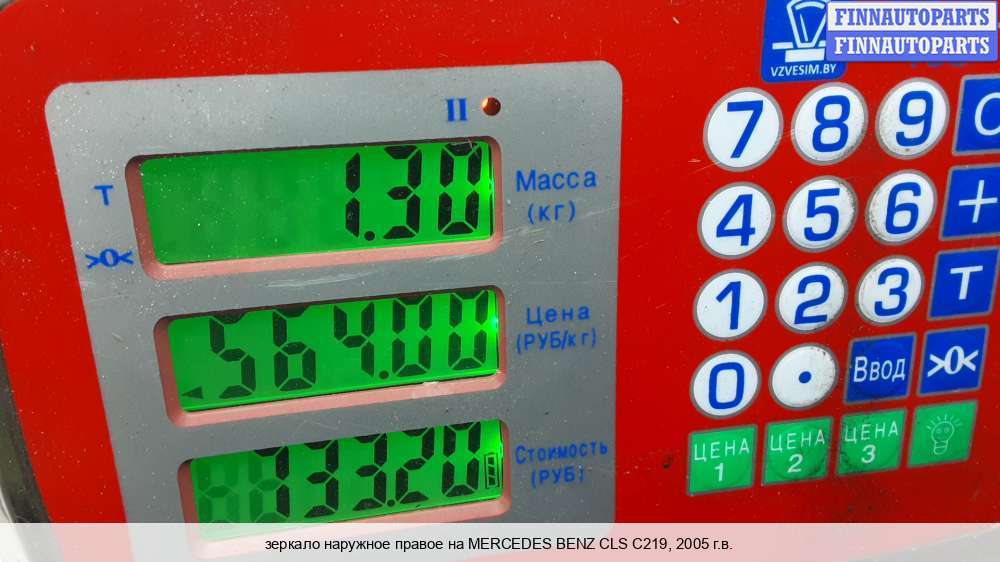 FINNAUTOPARTS
FINNAUTOPARTS
VZVESIM.BY
II
T
>0<
1.30
Масса
(кг)
564.00
Цена
(РУБ/кг)
733.20
Стоимость
(РУБ)
7 8 9 C
4 5 6 +
1 2 3 T
0 . Ввод >0<
ЦЕНА 1 ЦЕНА 2 ЦЕНА 3
зеркало наружное правое на MERCEDES BENZ CLS C219, 2005 г.в.